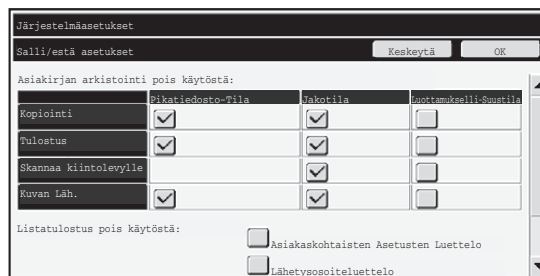 Järjestelmäasetukset
Salli/estä asetukset Keskeytä OK
Asiakirjan arkistointi pois käytöstä:
Pikatiedosto-Tila Jakotila Luottamukselli-Suustila
Kopiointi
Tulostus
Skannaa kiintolevylle
Kuvan Läh.
Listatulostus pois käytöstä:
Asiakaskohtaisten Asetusten Luettelo
Lähetysosoiteluettelo